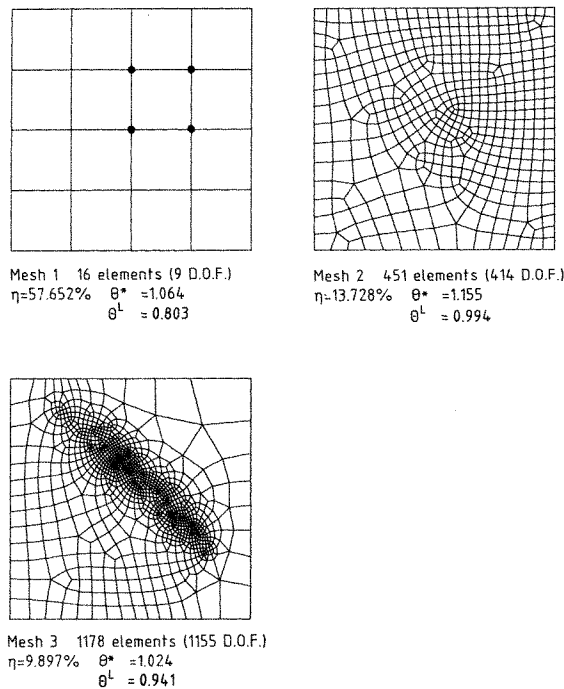 Mesh 1 16 elements (9 D.O.F.)
η=57.652% θ* =1.064
θᴸ = 0.803
Mesh 2 451 elements (414 D.O.F.)
η=13.728% θ* =1.155
θᴸ = 0.994
Mesh 3 1178 elements (1155 D.O.F.)
η=9.897% θ* =1.024
θᴸ = 0.941